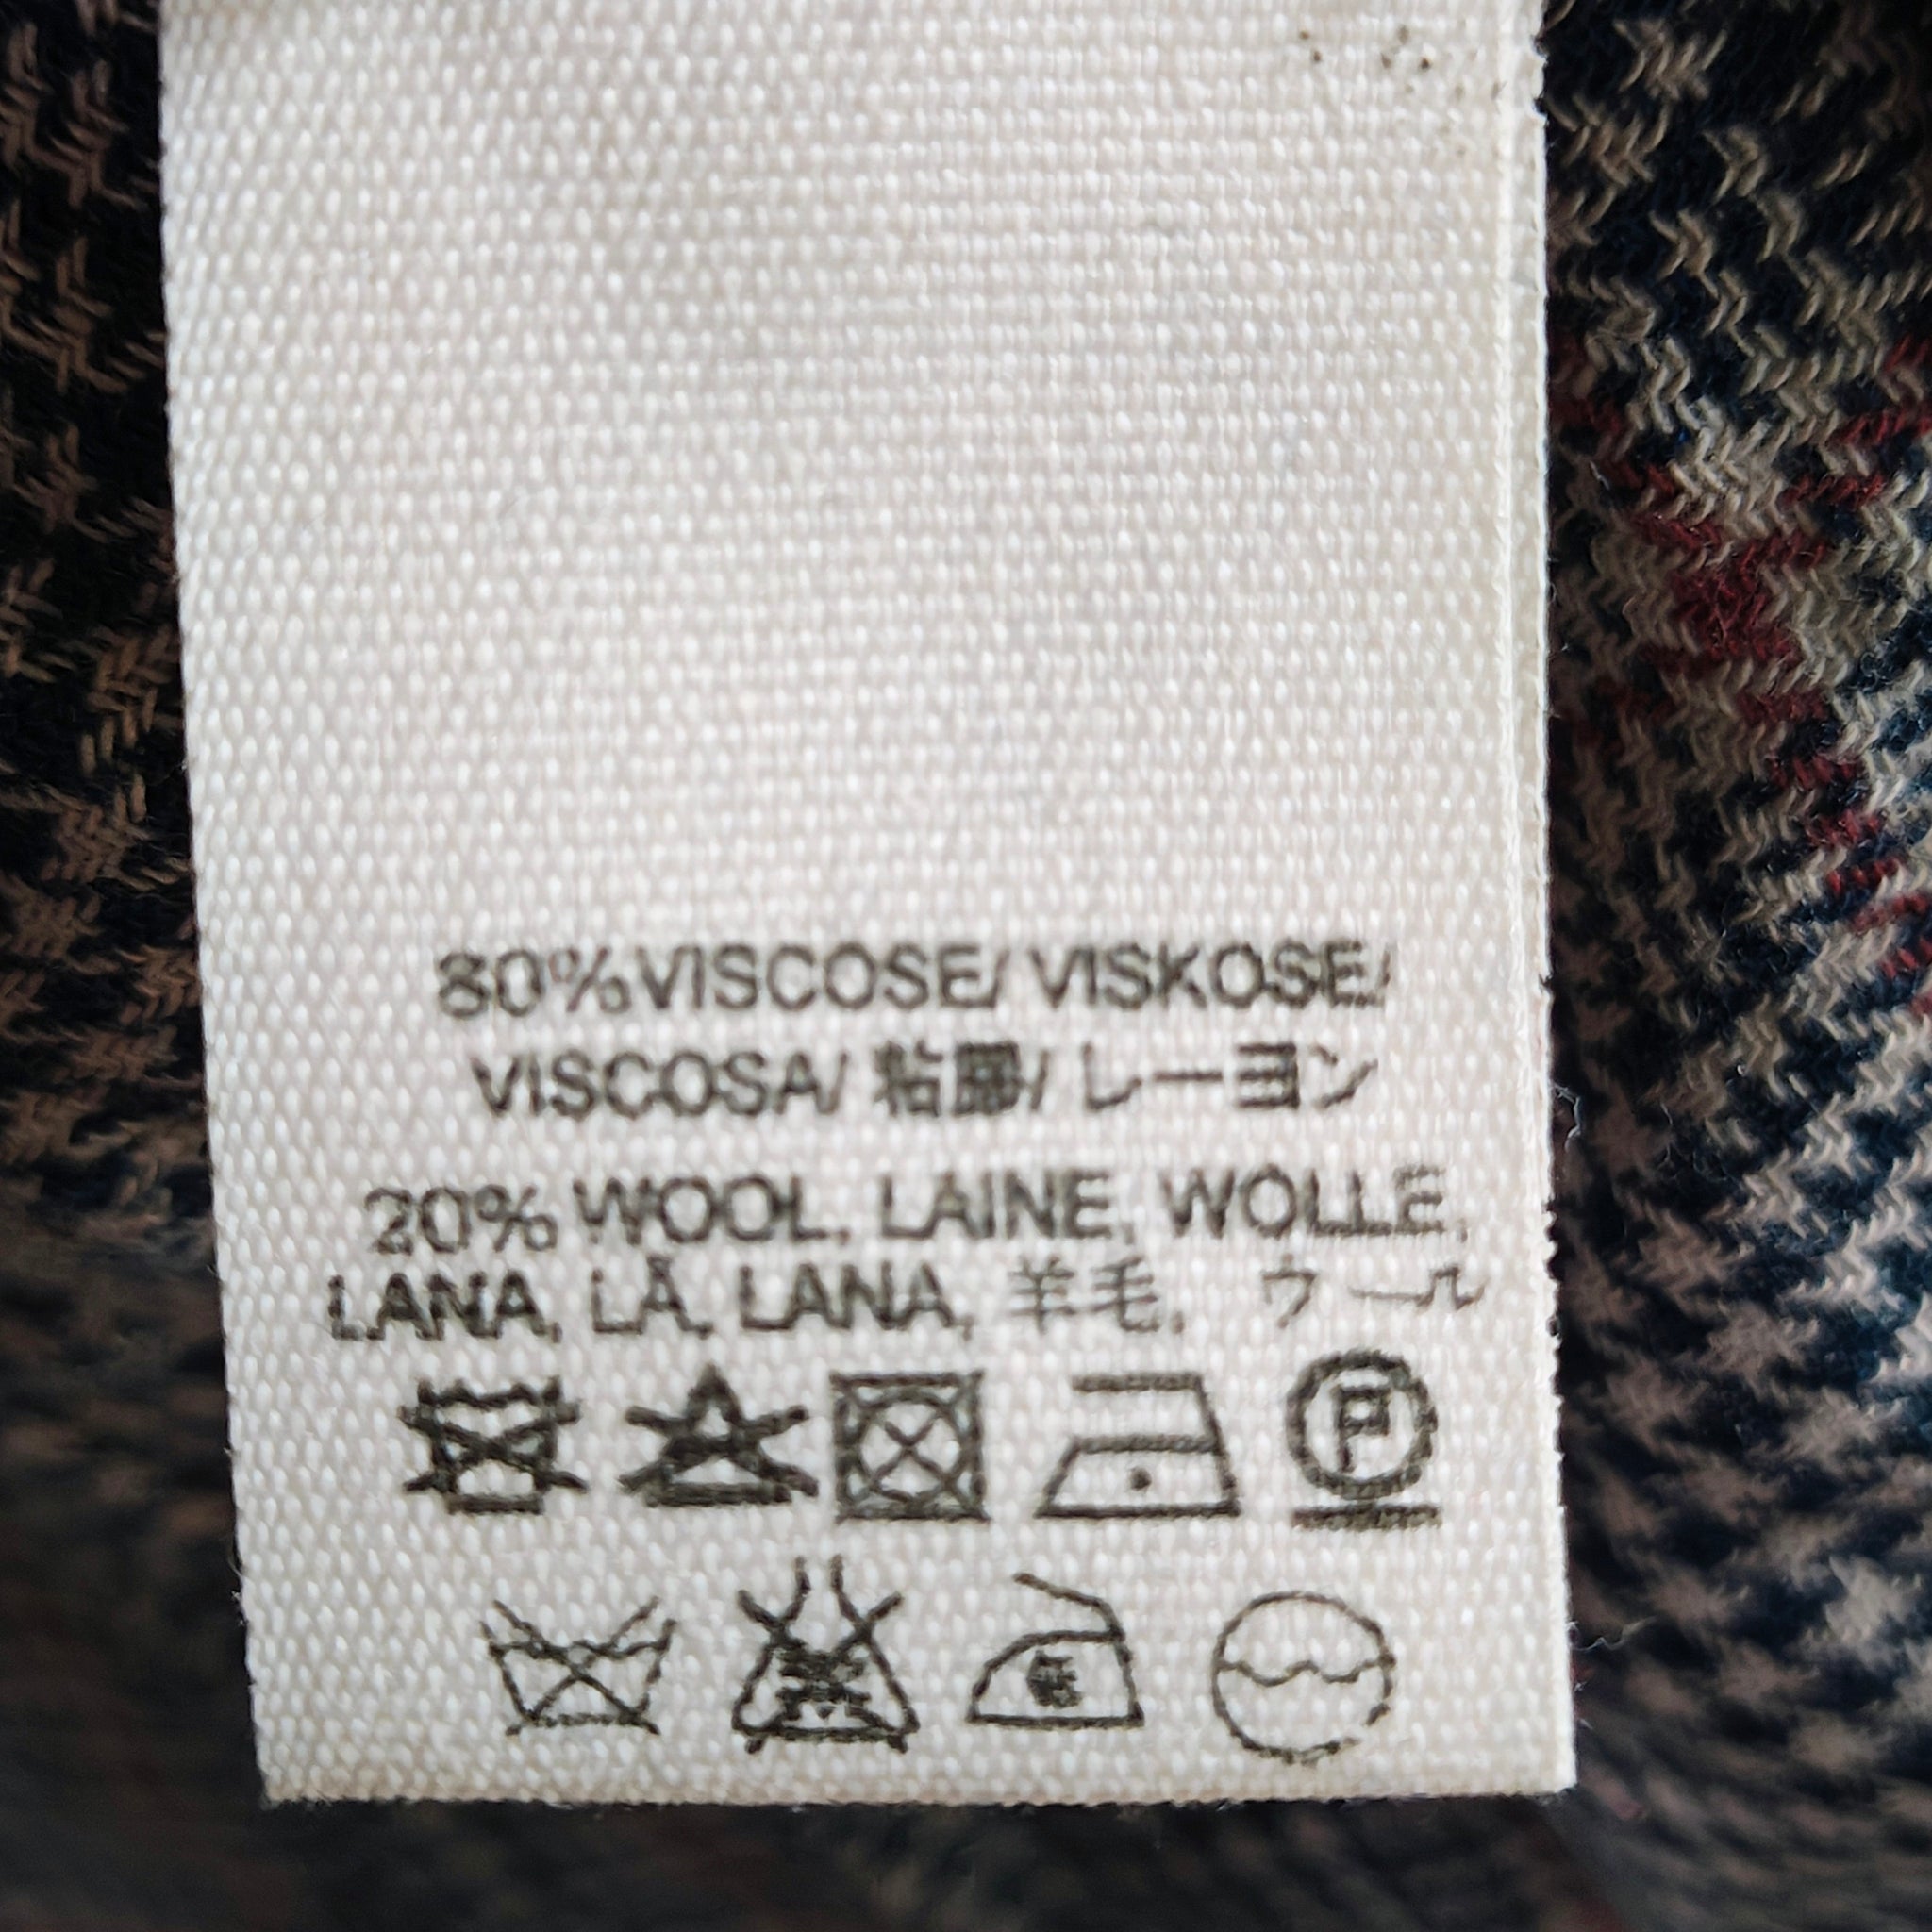 80%VISCOSE/ VISKOSE/
VISCOSA/ 粘膠/ レーヨン
20% WOOL, LAINE, WOLLE,
LANA, LÃ, LANA, 羊毛, ウール
P